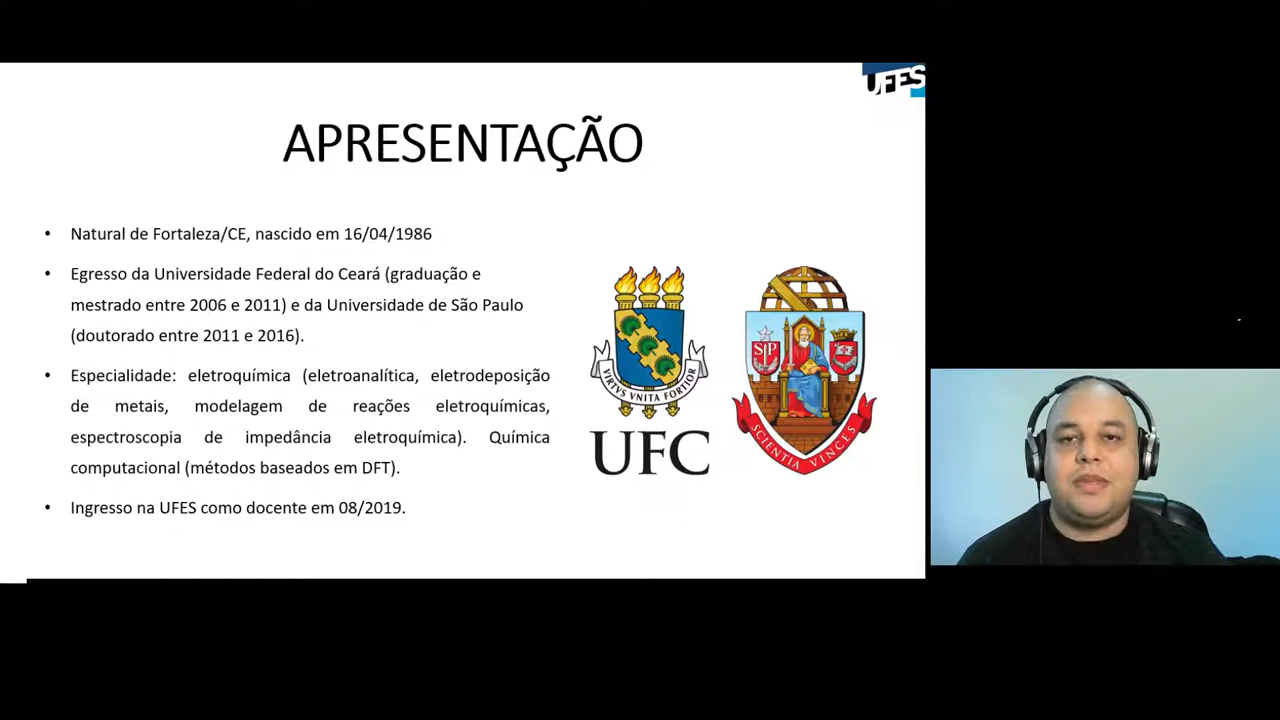 UFES
APRESENTAÇÃO
• Natural de Fortaleza/CE, nascido em 16/04/1986
• Egresso da Universidade Federal do Ceará (graduação e
mestrado entre 2006 e 2011) e da Universidade de São Paulo
(doutorado entre 2011 e 2016).
• Especialidade: eletroquímica (eletroanalítica, eletrodeposição
de metais, modelagem de reações eletroquímicas,
espectroscopia de impedância eletroquímica). Química
computacional (métodos baseados em DFT).
• Ingresso na UFES como docente em 08/2019.
VIRTVS VNITA FORTIOR
UFC
SP
SCIENTIA VINCES